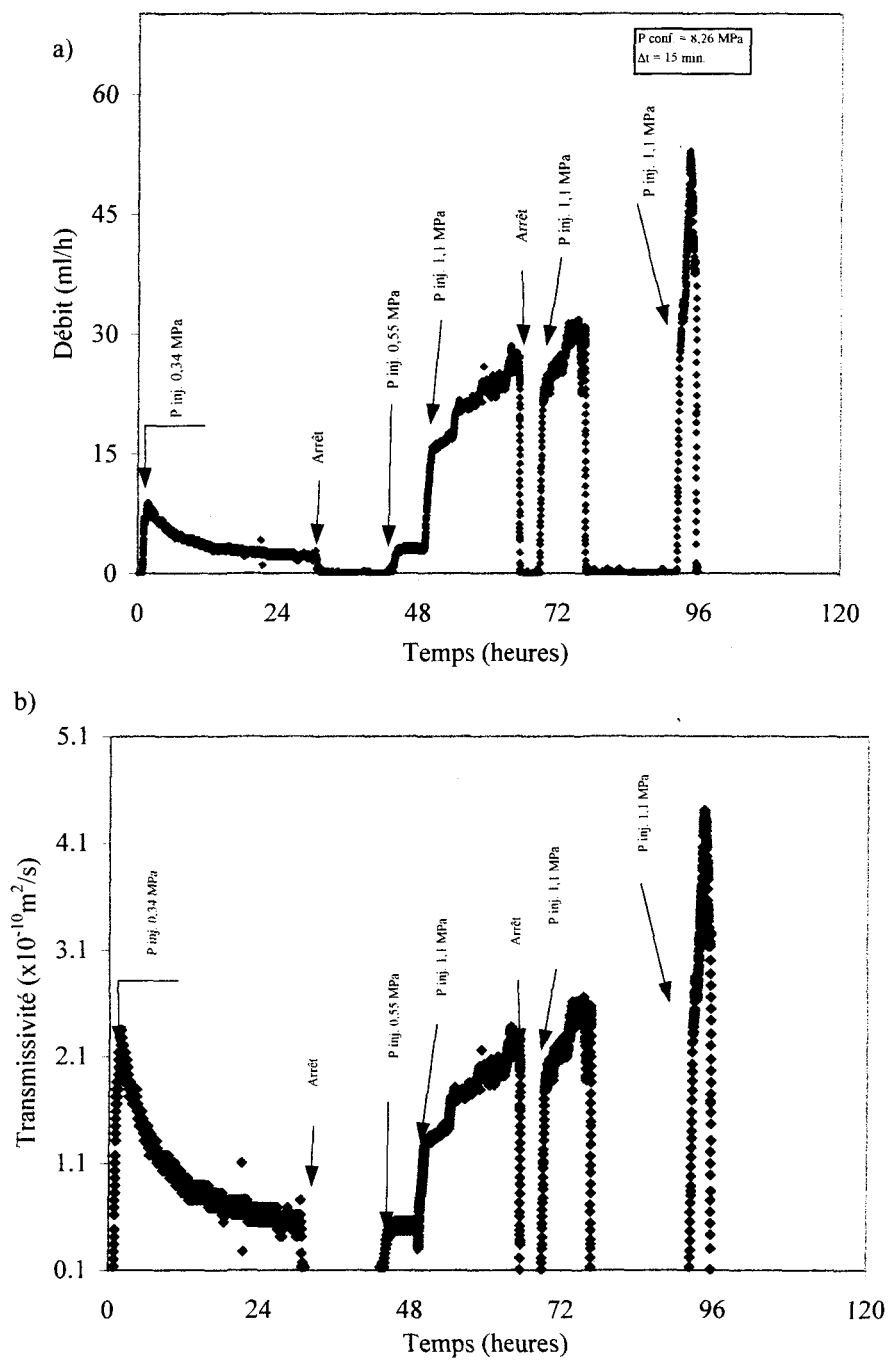 a)
P conf. = 8,26 MPa
Δt = 15 min.
60
45
30
15
0
Débit (ml/h)
P inj. 0,34 MPa
Arrêt
P inj. 0,55 MPa
P inj. 1,1 MPa
Arrêt
P inj. 1,1 MPa
P inj. 1,1 MPa
0
24
48
72
96
120
Temps (heures)
b)
5.1
4.1
3.1
2.1
1.1
0.1
Transmissivité (x10⁻¹⁰m²/s)
P inj. 0,34 MPa
Arrêt
P inj. 0,55 MPa
P inj. 1,1 MPa
Arrêt
P inj. 1,1 MPa
P inj. 1,1 MPa
0
24
48
72
96
120
Temps (heures)